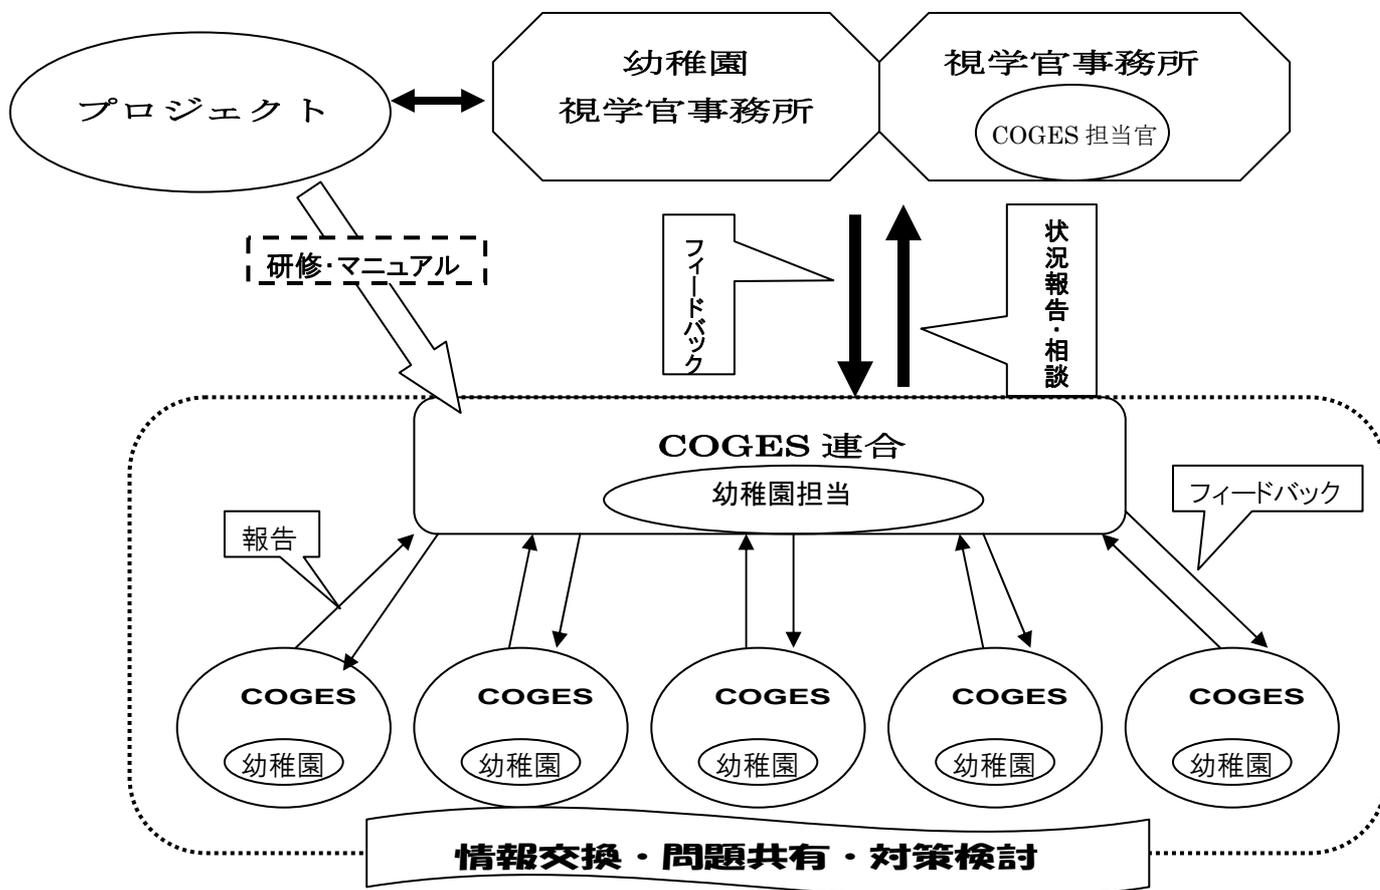 プロジェクト
幼稚園
視学官事務所
視学官事務所
COGES 担当官
研修・マニュアル
フィードバック
状況報告・相談
COGES 連合
幼稚園担当
報告
フィードバック
COGES
幼稚園
COGES
幼稚園
COGES
幼稚園
COGES
幼稚園
COGES
幼稚園
情報交換・問題共有・対策検討